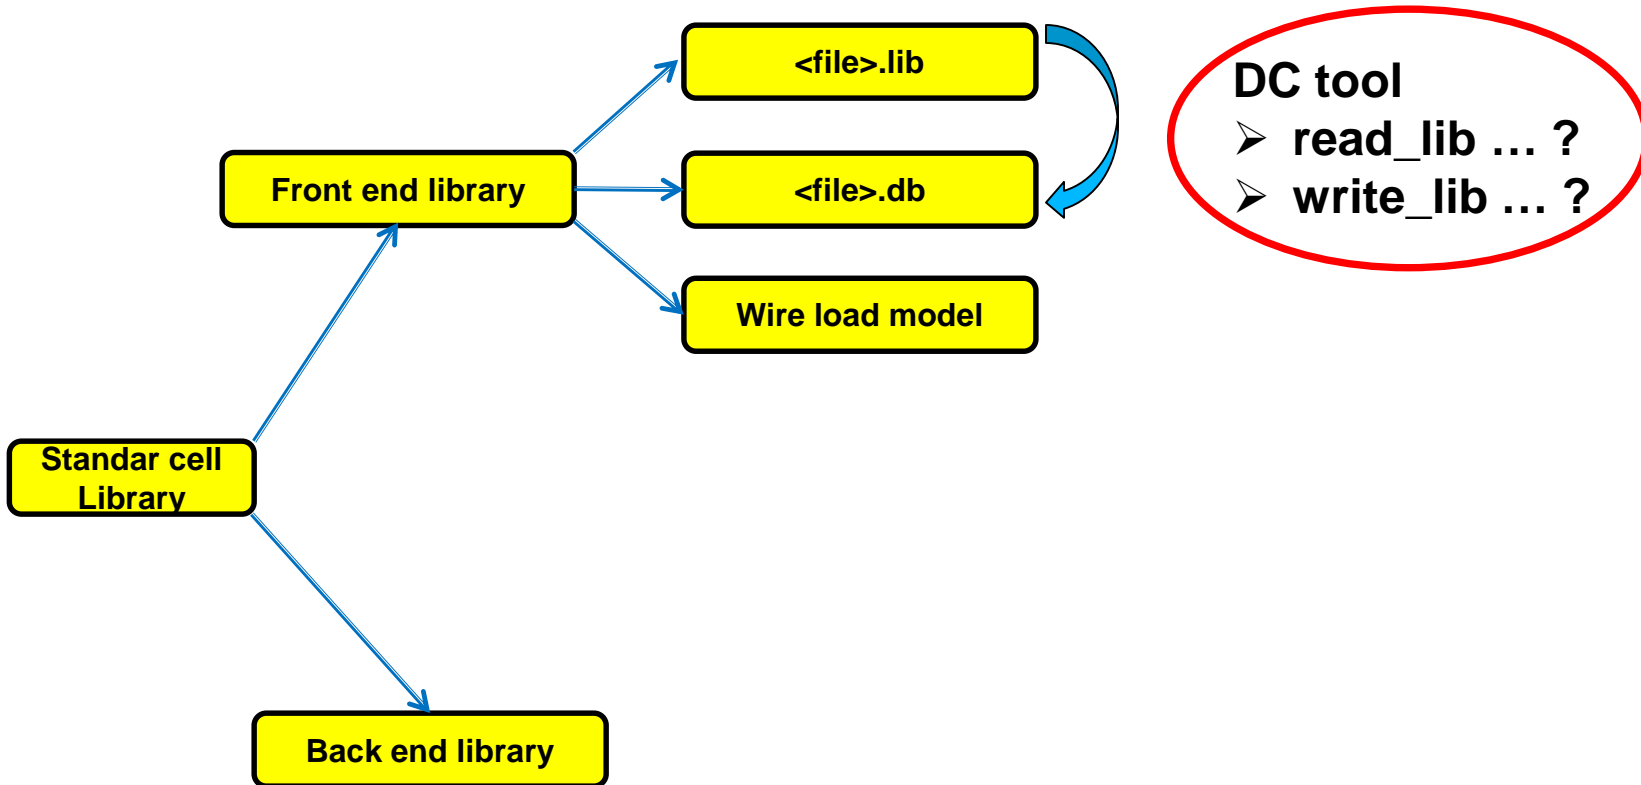 <file>.lib
DC tool
➢ read_lib … ?
➢ write_lib … ?
Front end library
<file>.db
Wire load model
Standar cell
Library
Back end library